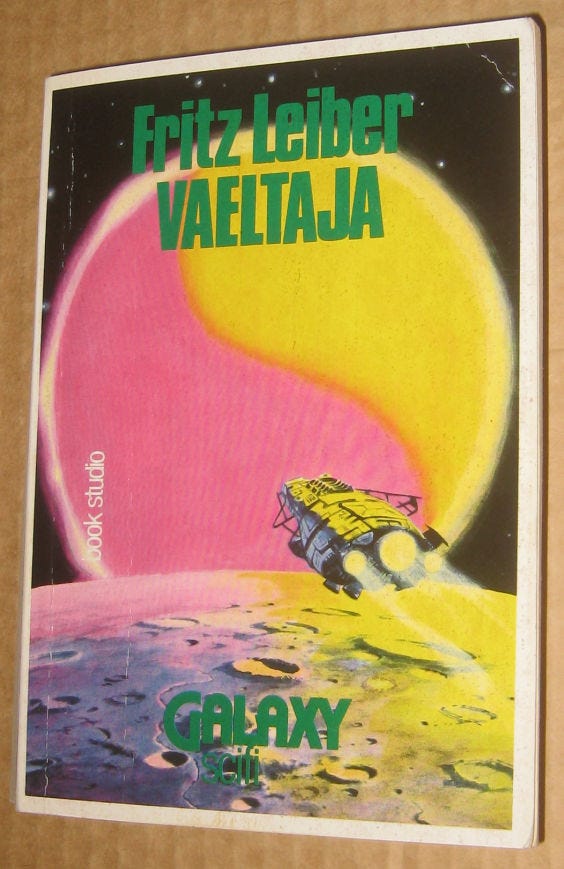 Fritz Leiber
VAELTAJA
book studio
GALAXY
scifi